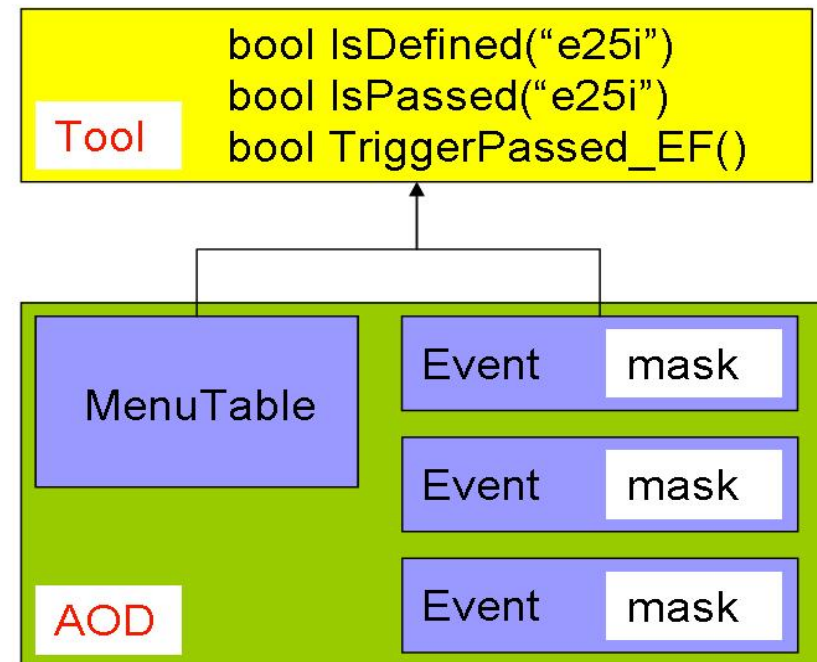 bool IsDefined(“e25i”)
bool IsPassed(“e25i”)
Tool
bool TriggerPassed_EF()
MenuTable
Event mask
Event mask
Event mask
AOD